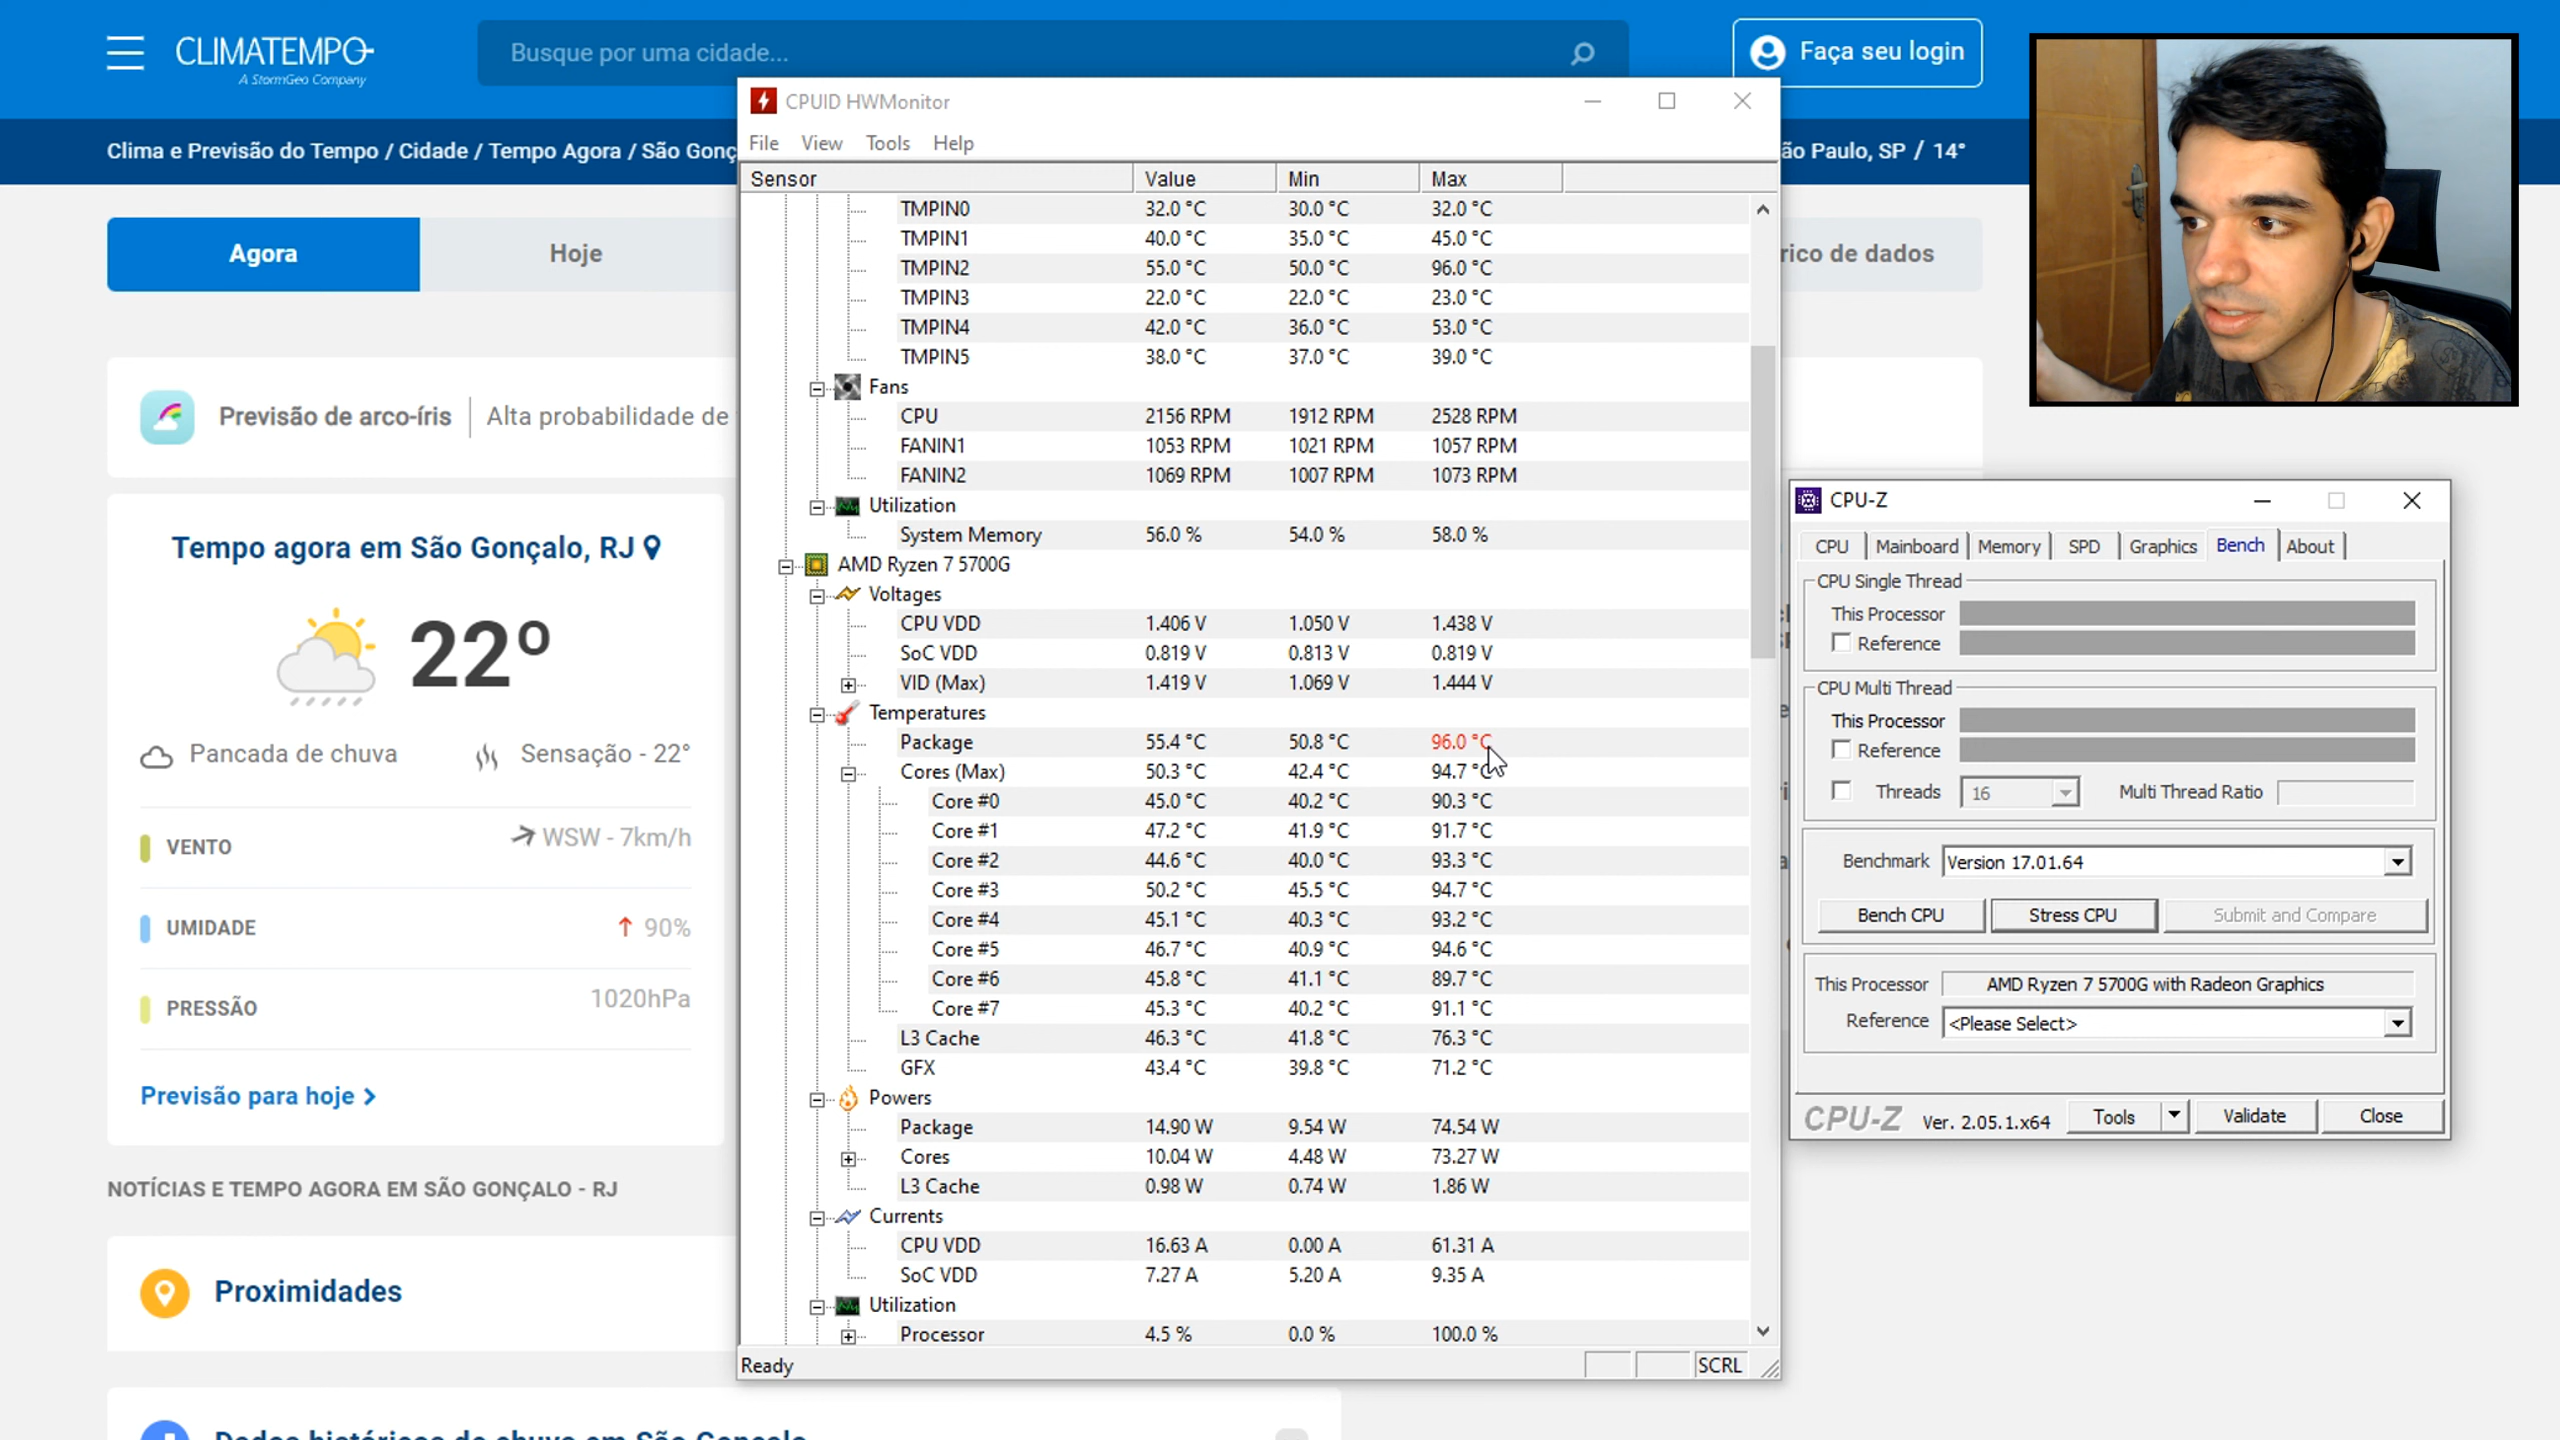 CLIMATEMPO
A StormGeo Company
Busque por uma cidade...
Faça seu login
Clima e Previsão do Tempo / Cidade / Tempo Agora / São Gonç
ão Paulo, SP / 14°
Agora
Hoje
rico de dados
Previsão de arco-íris
Alta probabilidade de
Tempo agora em São Gonçalo, RJ
22°
Pancada de chuva
Sensação - 22°
VENTO
WSW - 7km/h
UMIDADE
90%
PRESSÃO
1020hPa
Previsão para hoje
NOTÍCIAS E TEMPO AGORA EM SÃO GONÇALO - RJ
Proximidades
Dados históricos de chuva em São Gonçalo
CPUID HWMonitor
File View Tools Help
Sensor Value Min Max
TMPIN0 32.0 °C 30.0 °C 32.0 °C
TMPIN1 40.0 °C 35.0 °C 45.0 °C
TMPIN2 55.0 °C 50.0 °C 96.0 °C
TMPIN3 22.0 °C 22.0 °C 23.0 °C
TMPIN4 42.0 °C 36.0 °C 53.0 °C
TMPIN5 38.0 °C 37.0 °C 39.0 °C
Fans
CPU 2156 RPM 1912 RPM 2528 RPM
FANIN1 1053 RPM 1021 RPM 1057 RPM
FANIN2 1069 RPM 1007 RPM 1073 RPM
Utilization
System Memory 56.0 % 54.0 % 58.0 %
AMD Ryzen 7 5700G
Voltages
CPU VDD 1.406 V 1.050 V 1.438 V
SoC VDD 0.819 V 0.813 V 0.819 V
VID (Max) 1.419 V 1.069 V 1.444 V
Temperatures
Package 55.4 °C 50.8 °C 96.0 °C
Cores (Max) 50.3 °C 42.4 °C 94.7 °C
Core #0 45.0 °C 40.2 °C 90.3 °C
Core #1 47.2 °C 41.9 °C 91.7 °C
Core #2 44.6 °C 40.0 °C 93.3 °C
Core #3 50.2 °C 45.5 °C 94.7 °C
Core #4 45.1 °C 40.3 °C 93.2 °C
Core #5 46.7 °C 40.9 °C 94.6 °C
Core #6 45.8 °C 41.1 °C 89.7 °C
Core #7 45.3 °C 40.2 °C 91.1 °C
L3 Cache 46.3 °C 41.8 °C 76.3 °C
GFX 43.4 °C 39.8 °C 71.2 °C
Powers
Package 14.90 W 9.54 W 74.54 W
Cores 10.04 W 4.48 W 73.27 W
L3 Cache 0.98 W 0.74 W 1.86 W
Currents
CPU VDD 16.63 A 0.00 A 61.31 A
SoC VDD 7.27 A 5.20 A 9.35 A
Utilization
Processor 4.5 % 0.0 % 100.0 %
Ready
SCRL
CPU-Z
CPU Mainboard Memory SPD Graphics Bench About
CPU Single Thread
This Processor
Reference
CPU Multi Thread
This Processor
Reference
Threads 16 Multi Thread Ratio
Benchmark Version 17.01.64
Bench CPU Stress CPU Submit and Compare
This Processor AMD Ryzen 7 5700G with Radeon Graphics
Reference <Please Select>
CPU-Z Ver. 2.05.1.x64 Tools Validate Close